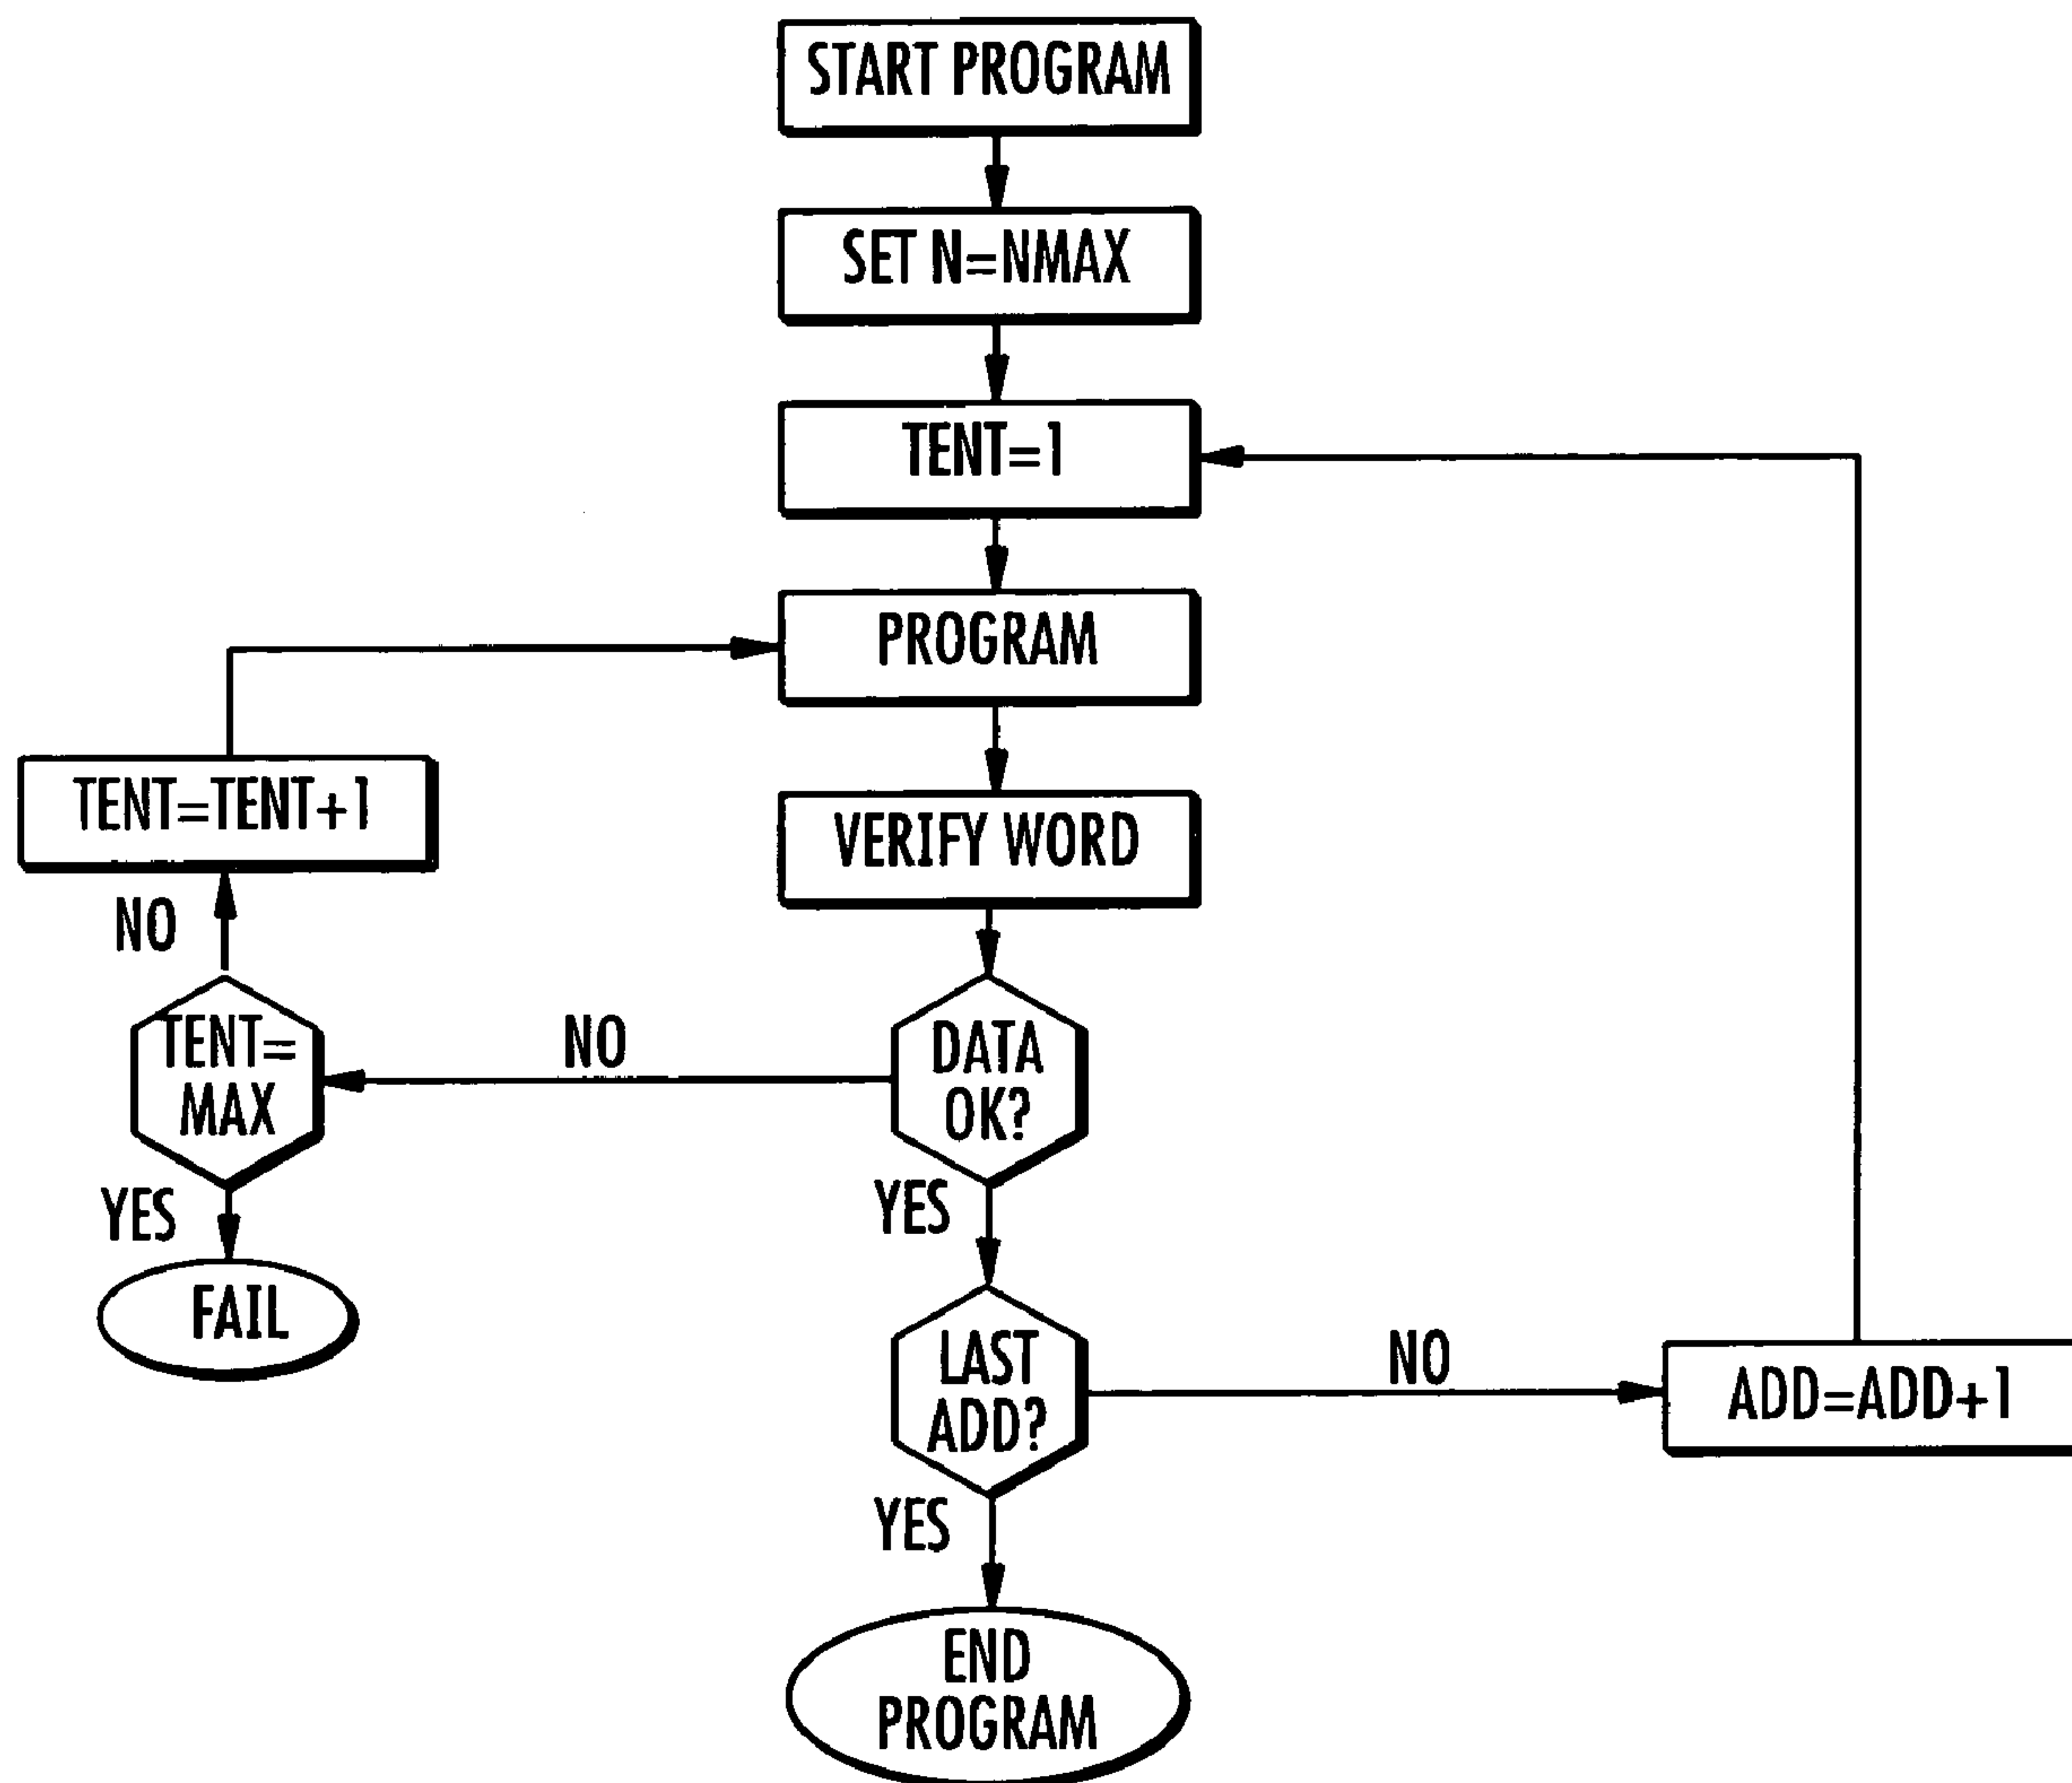 START PROGRAM
SET N=NMAX
TENT=1
PROGRAM
TENT=TENT+1
VERIFY WORD
NO
TENT=
MAX
NO
DATA
OK?
YES
YES
FAIL
LAST
ADD?
NO
ADD=ADD+1
YES
END
PROGRAM